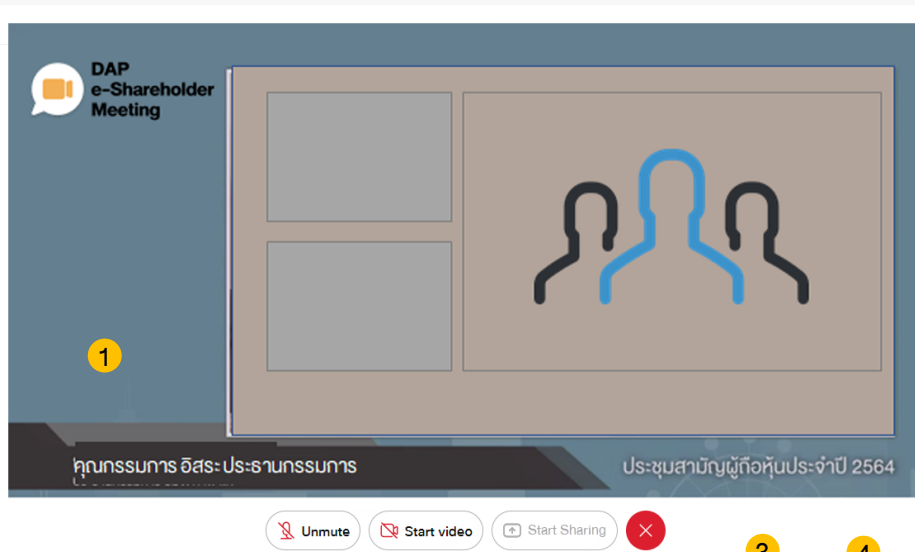 DAP
e-Shareholder
Meeting
1
คุณกรรมการ อิสระ ประธานกรรมการ
ประชุมสามัญผู้ถือหุ้นประจำปี 2564
Unmute
Start video
Start Sharing
3
4